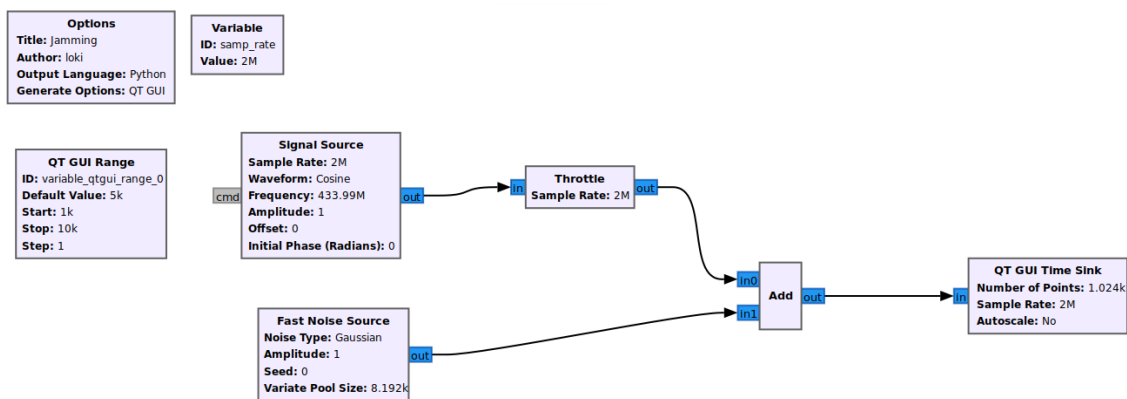 Options
Title: Jamming
Author: loki
Output Language: Python
Generate Options: QT GUI
Variable
ID: samp_rate
Value: 2M
QT GUI Range
ID: variable_qtgui_range_0
Default Value: 5k
Start: 1k
Stop: 10k
Step: 1
Signal Source
Sample Rate: 2M
Waveform: Cosine
Frequency: 433.99M
Amplitude: 1
Offset: 0
Initial Phase (Radians): 0
cmd
out
Throttle
Sample Rate: 2M
in
out
Fast Noise Source
Noise Type: Gaussian
Amplitude: 1
Seed: 0
Variate Pool Size: 8.192k
out
Add
in0
in1
out
QT GUI Time Sink
Number of Points: 1.024k
Sample Rate: 2M
Autoscale: No
in